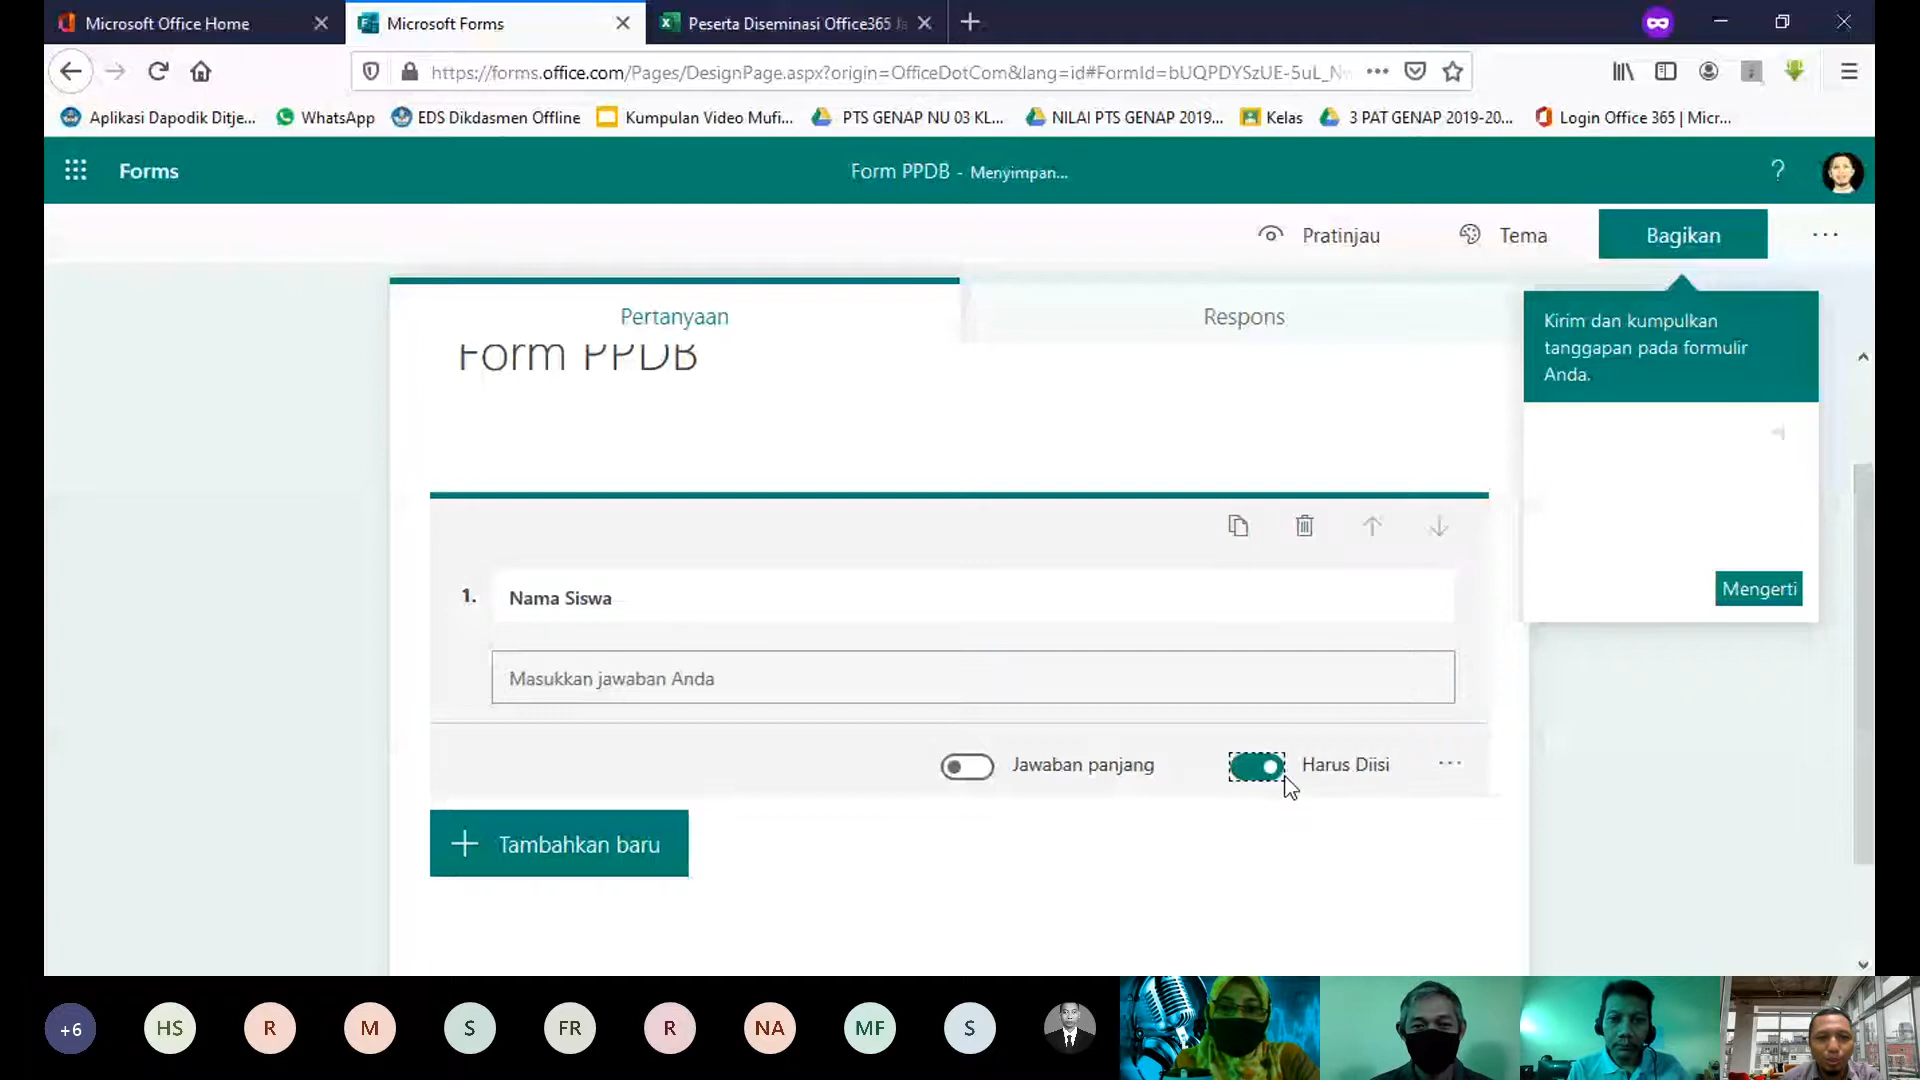 Microsoft Office Home
Microsoft Forms
Peserta Diseminasi Office365 Ja
https://forms.office.com/Pages/DesignPage.aspx?origin=OfficeDotCom&lang=id#FormId=bUQPDYSzUE-5uL_Nw
Aplikasi Dapodik Ditje...
WhatsApp
EDS Dikdasmen Offline
Kumpulan Video Mufi...
PTS GENAP NU 03 KL...
NILAI PTS GENAP 2019...
Kelas
3 PAT GENAP 2019-20...
Login Office 365 | Micr...
Forms
Form PPDB - Menyimpan...
?
Pratinjau
Tema
Bagikan
Pertanyaan
Respons
Kirim dan kumpulkan
tanggapan pada formulir
Anda.
Form PPDB
1.
Nama Siswa
Mengerti
Masukkan jawaban Anda
Jawaban panjang
Harus Diisi
Tambahkan baru
+6
HS
R
M
S
FR
R
NA
MF
S